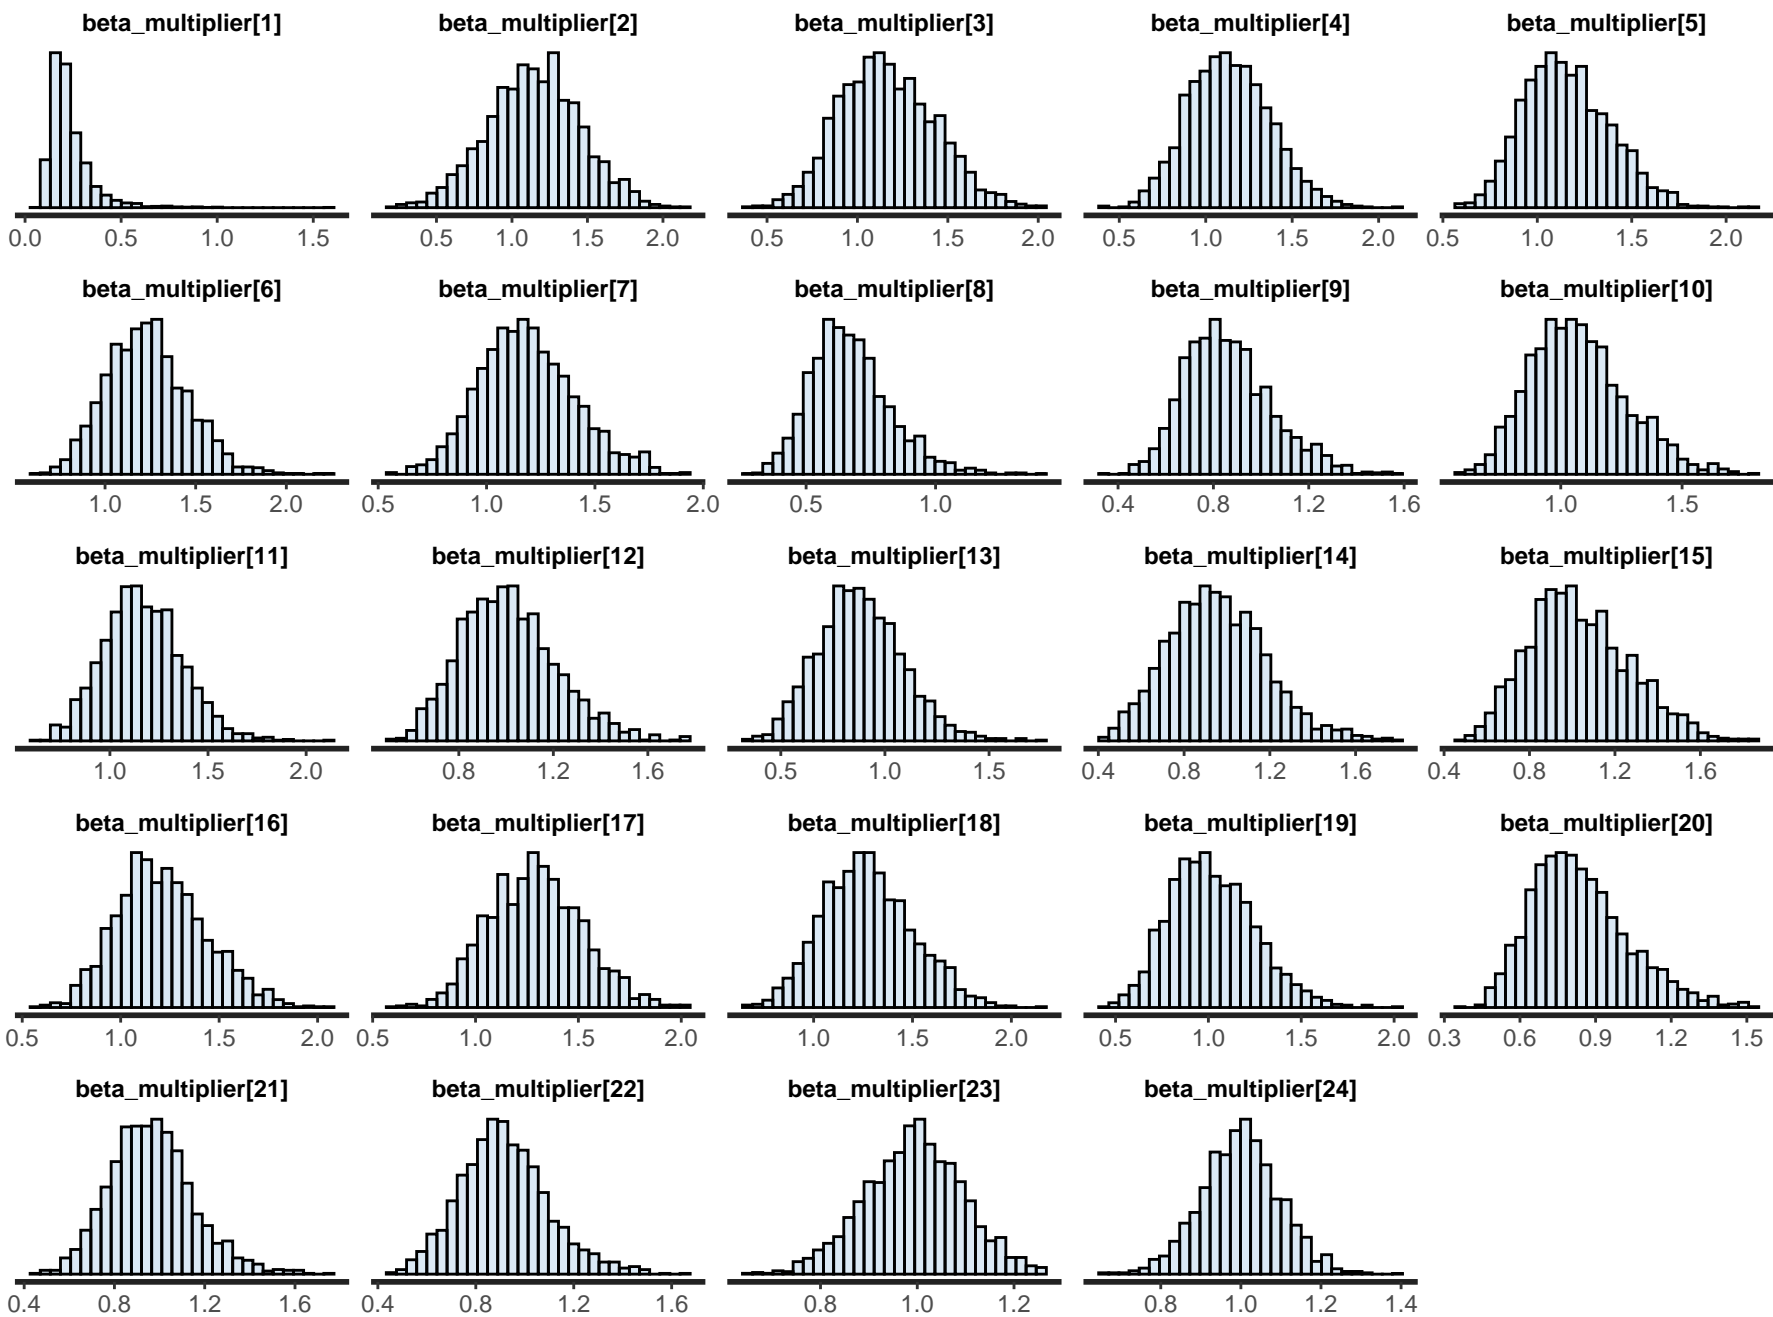 beta_multiplier[1] beta_multiplier[2] beta_multiplier[3] beta_multiplier[4] beta_multiplier[5]
0.0 0.5 1.0 1.5 0.5 1.0 1.5 2.0 0.5 1.0 1.5 2.0 0.5 1.0 1.5 2.0 0.5 1.0 1.5 2.0
beta_multiplier[6] beta_multiplier[7] beta_multiplier[8] beta_multiplier[9] beta_multiplier[10]
1.0 1.5 2.0 0.5 1.0 1.5 2.0 0.5 1.0 0.4 0.8 1.2 1.6 1.0 1.5
beta_multiplier[11] beta_multiplier[12] beta_multiplier[13] beta_multiplier[14] beta_multiplier[15]
1.0 1.5 2.0 0.8 1.2 1.6 0.5 1.0 1.5 0.4 0.8 1.2 1.6 0.4 0.8 1.2 1.6
beta_multiplier[16] beta_multiplier[17] beta_multiplier[18] beta_multiplier[19] beta_multiplier[20]
0.5 1.0 1.5 2.0 0.5 1.0 1.5 2.0 1.0 1.5 2.0 0.5 1.0 1.5 2.0 0.3 0.6 0.9 1.2 1.5
beta_multiplier[21] beta_multiplier[22] beta_multiplier[23] beta_multiplier[24]
0.4 0.8 1.2 1.6 0.4 0.8 1.2 1.6 0.8 1.0 1.2 0.8 1.0 1.2 1.4